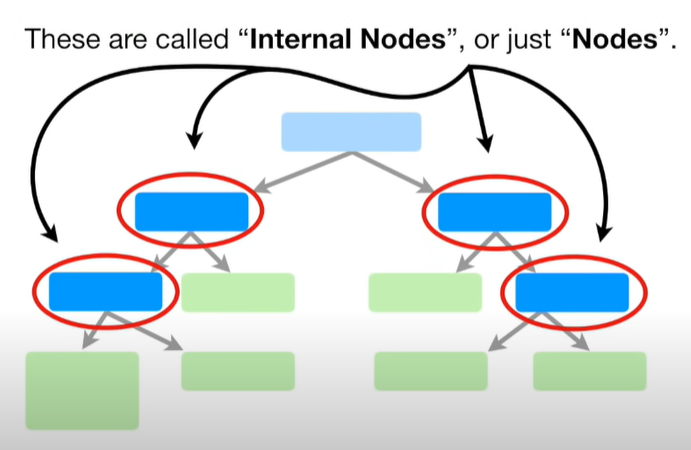 These are called “Internal Nodes”, or just “Nodes”.